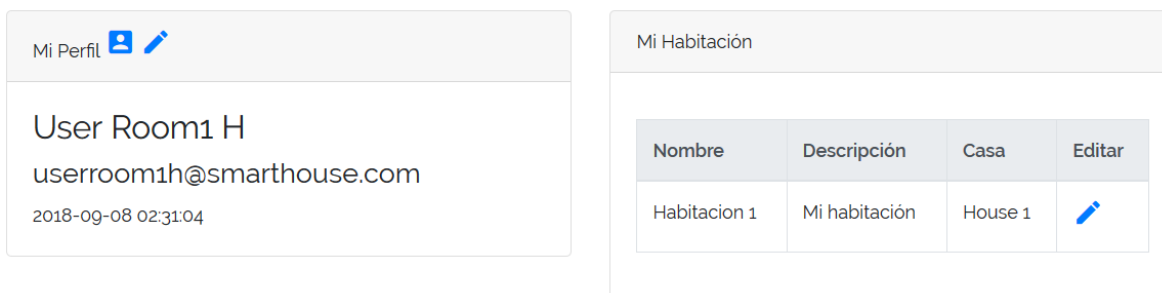 Mi Perfil
User Room1 H
userroom1h@smarthouse.com
2018-09-08 02:31:04
Mi Habitación
Nombre Descripción Casa Editar
Habitacion 1 Mi habitación House 1